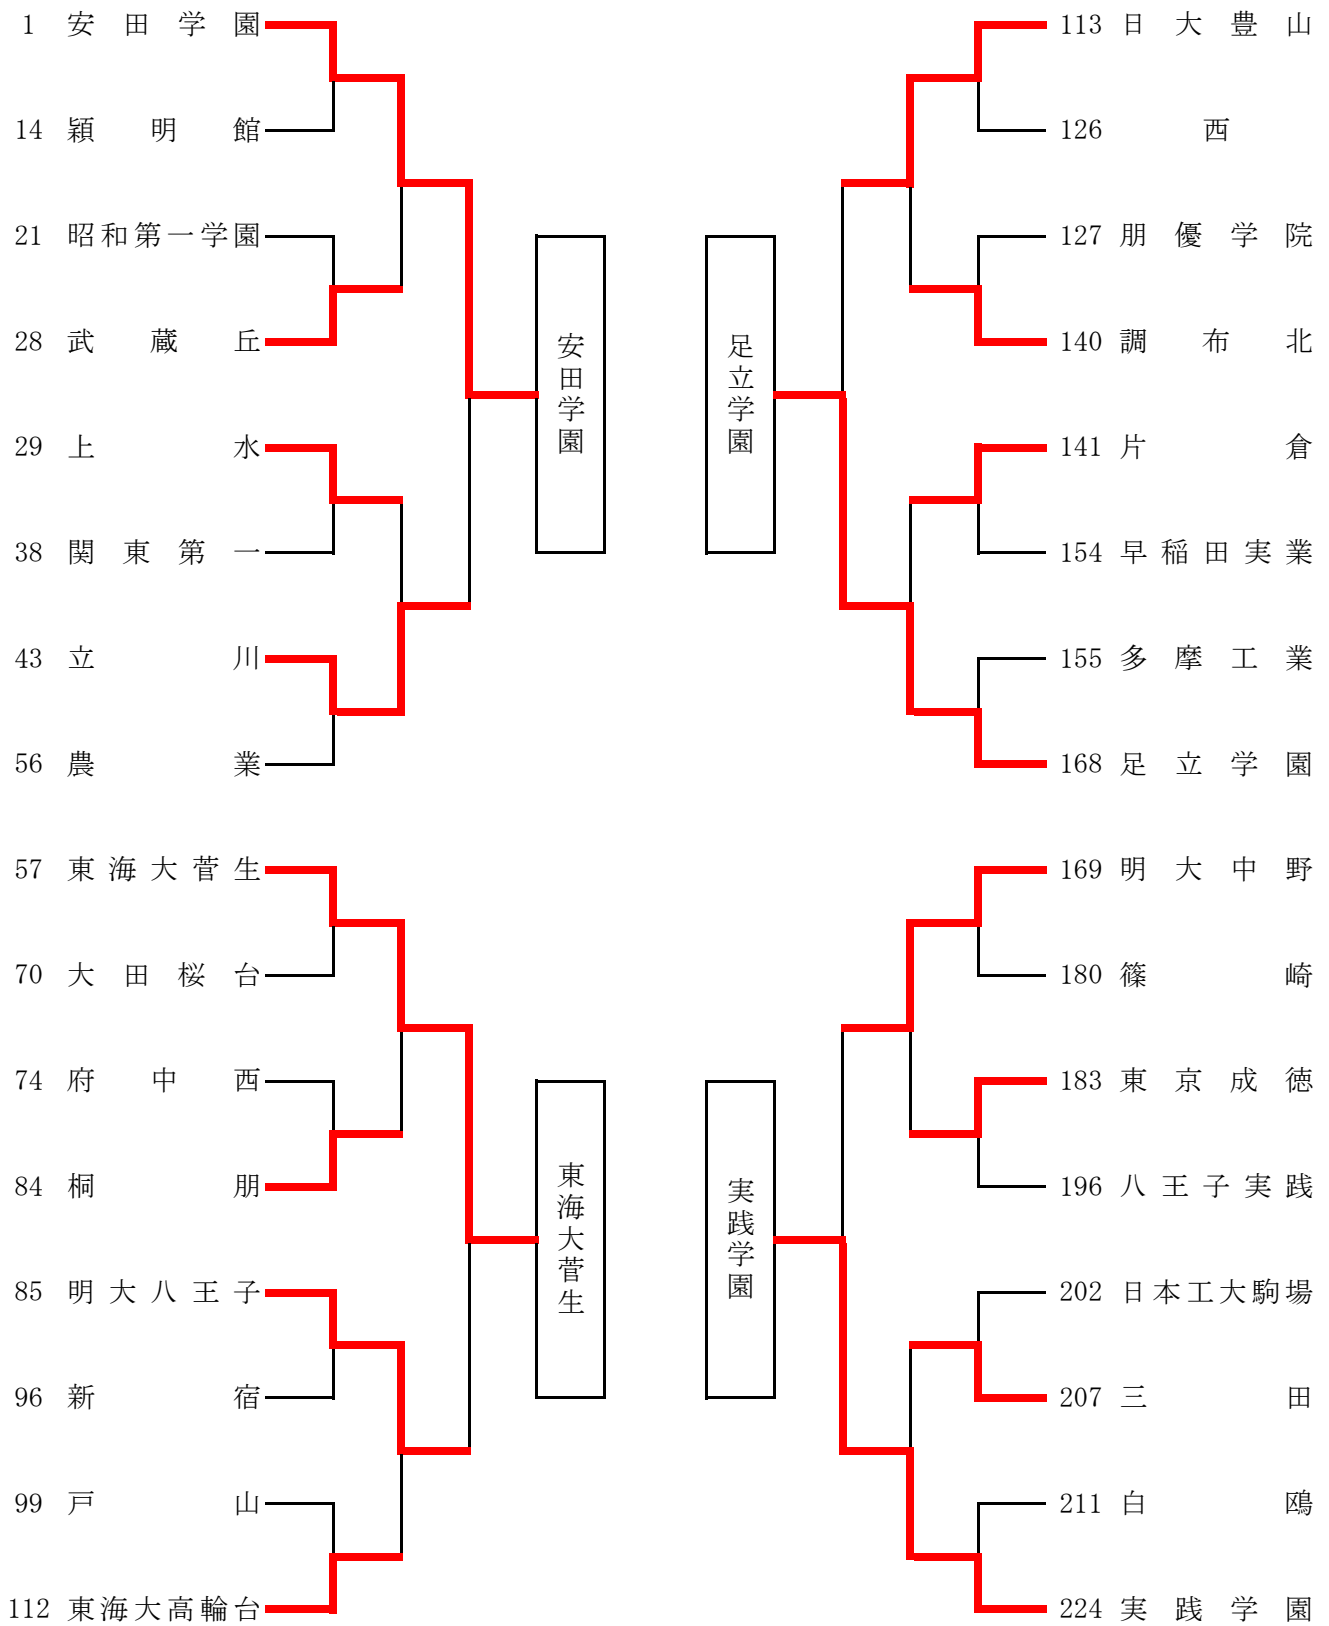 1 安田学園
14 穎明館
21 昭和第一学園
28 武蔵丘
29 上水
38 関東第一
43 立川
56 農業
57 東海大菅生
70 大田桜台
74 府中西
84 桐朋
85 明大八王子
96 新宿
99 戸山
112 東海大高輪台
安田学園
東海大菅生
足立学園
実践学園
113 日大豊山
126 西
127 朋優学院
140 調布北
141 片倉
154 早稲田実業
155 多摩工業
168 足立学園
169 明大中野
180 篠崎
183 東京成徳
196 八王子実践
202 日本工大駒場
207 三田
211 白鴎
224 実践学園